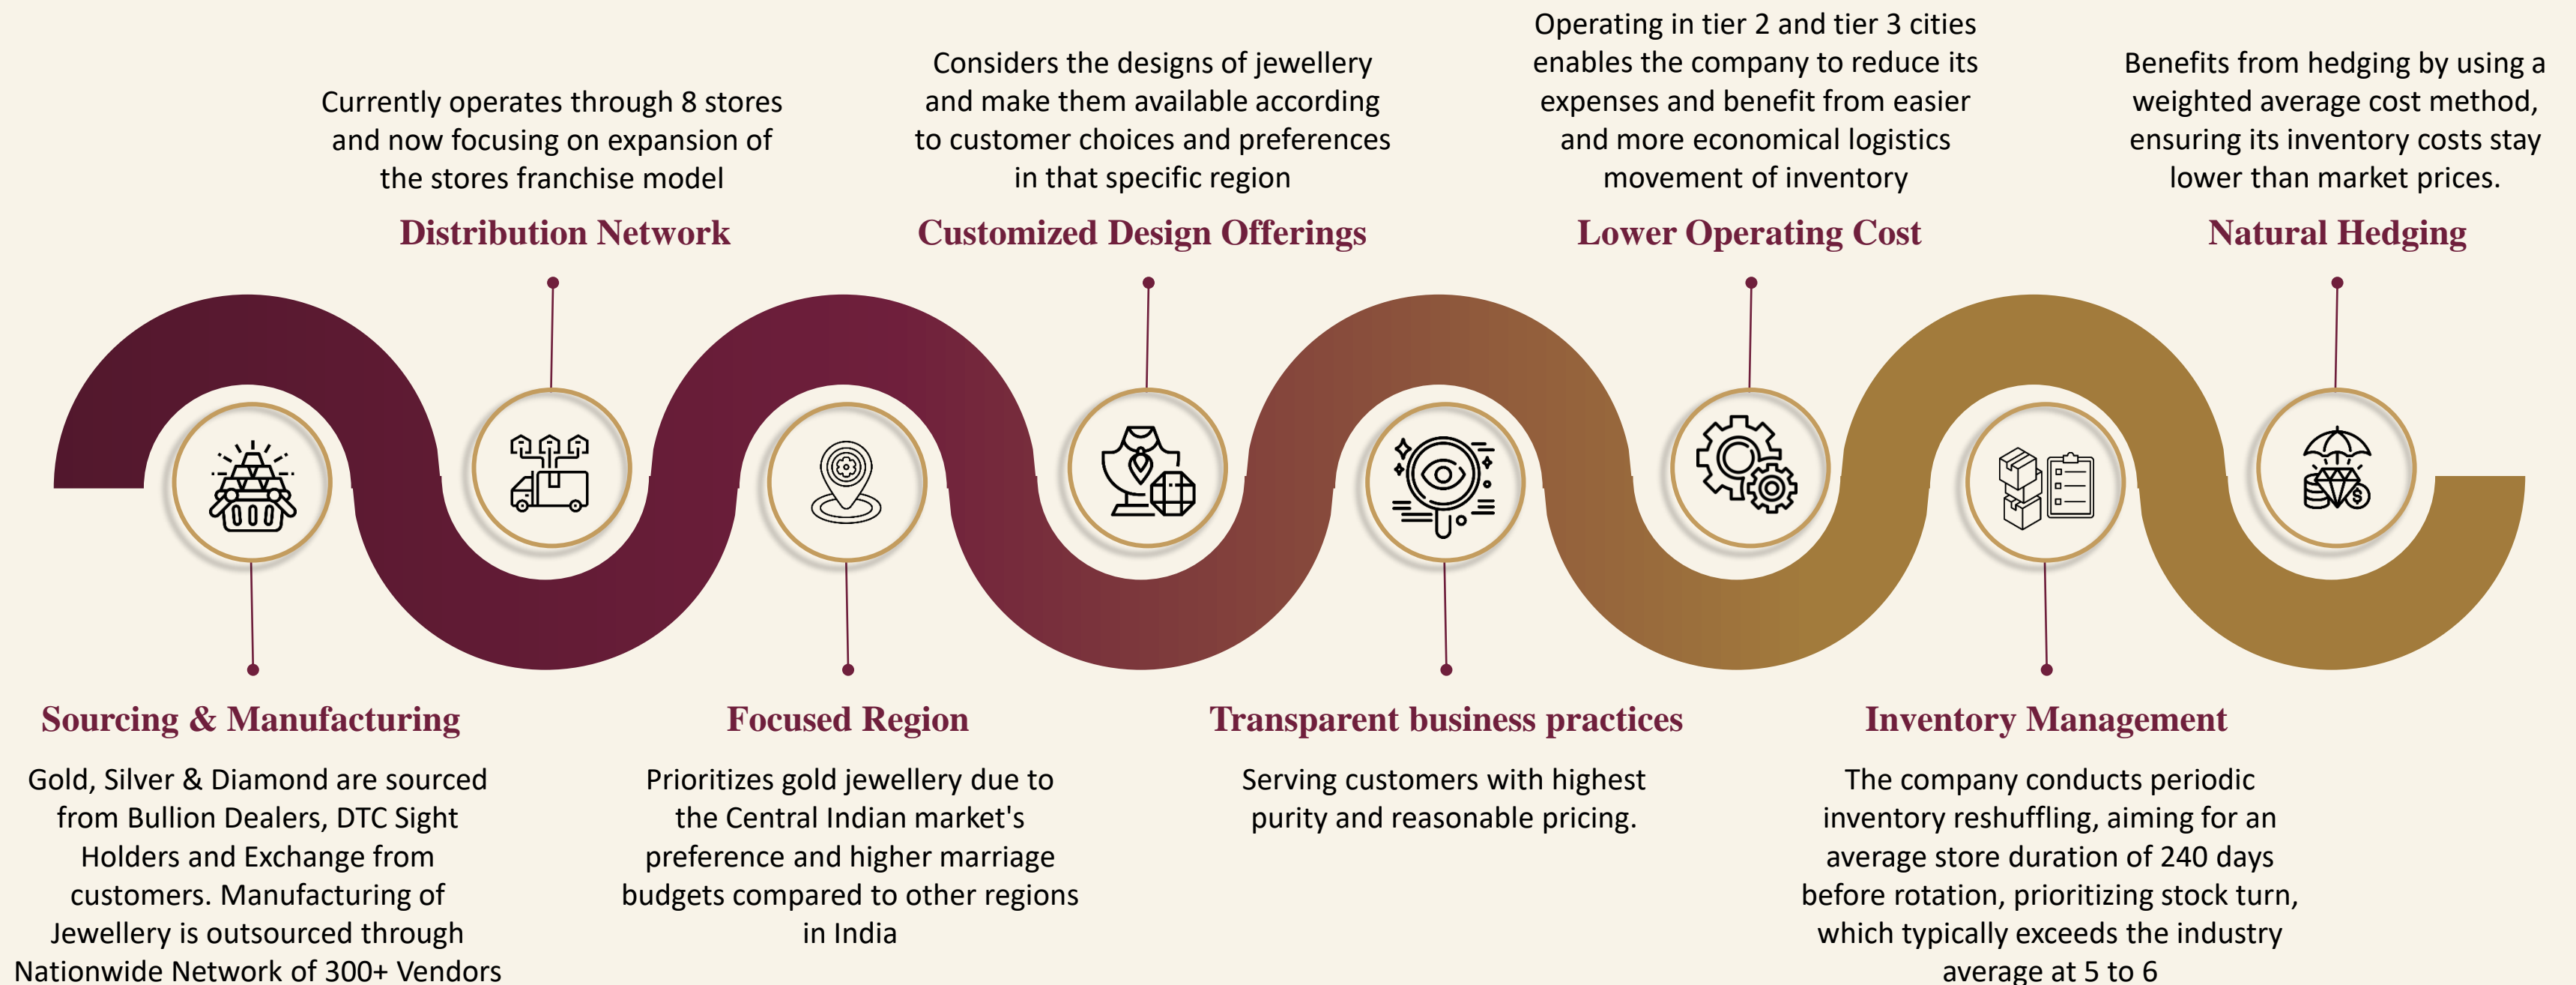 Currently operates through 8 stores
and now focusing on expansion of
the stores franchise model
Distribution Network
Considers the designs of jewellery
and make them available according
to customer choices and preferences
in that specific region
Customized Design Offerings
Operating in tier 2 and tier 3 cities
enables the company to reduce its
expenses and benefit from easier
and more economical logistics
movement of inventory
Lower Operating Cost
Benefits from hedging by using a
weighted average cost method,
ensuring its inventory costs stay
lower than market prices.
Natural Hedging
$
Sourcing & Manufacturing
Gold, Silver & Diamond are sourced
from Bullion Dealers, DTC Sight
Holders and Exchange from
customers. Manufacturing of
Jewellery is outsourced through
Nationwide Network of 300+ Vendors
Focused Region
Prioritizes gold jewellery due to
the Central Indian market's
preference and higher marriage
budgets compared to other regions
in India
Transparent business practices
Serving customers with highest
purity and reasonable pricing.
Inventory Management
The company conducts periodic
inventory reshuffling, aiming for an
average store duration of 240 days
before rotation, prioritizing stock turn,
which typically exceeds the industry
average at 5 to 6